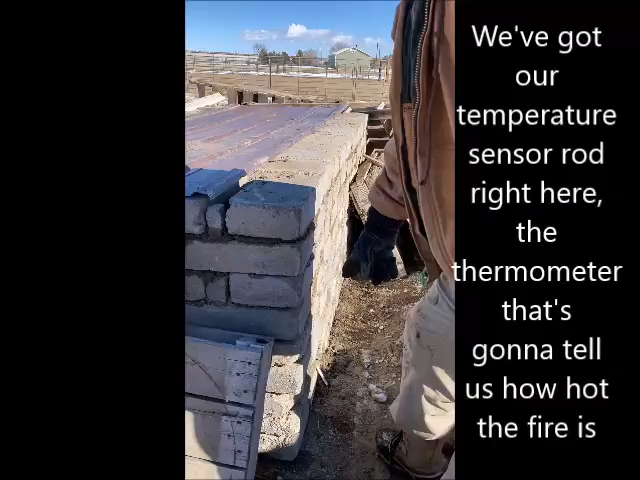 We've got
our
temperature
sensor rod
right here,
the
thermometer
that's
gonna tell
us how hot
the fire is